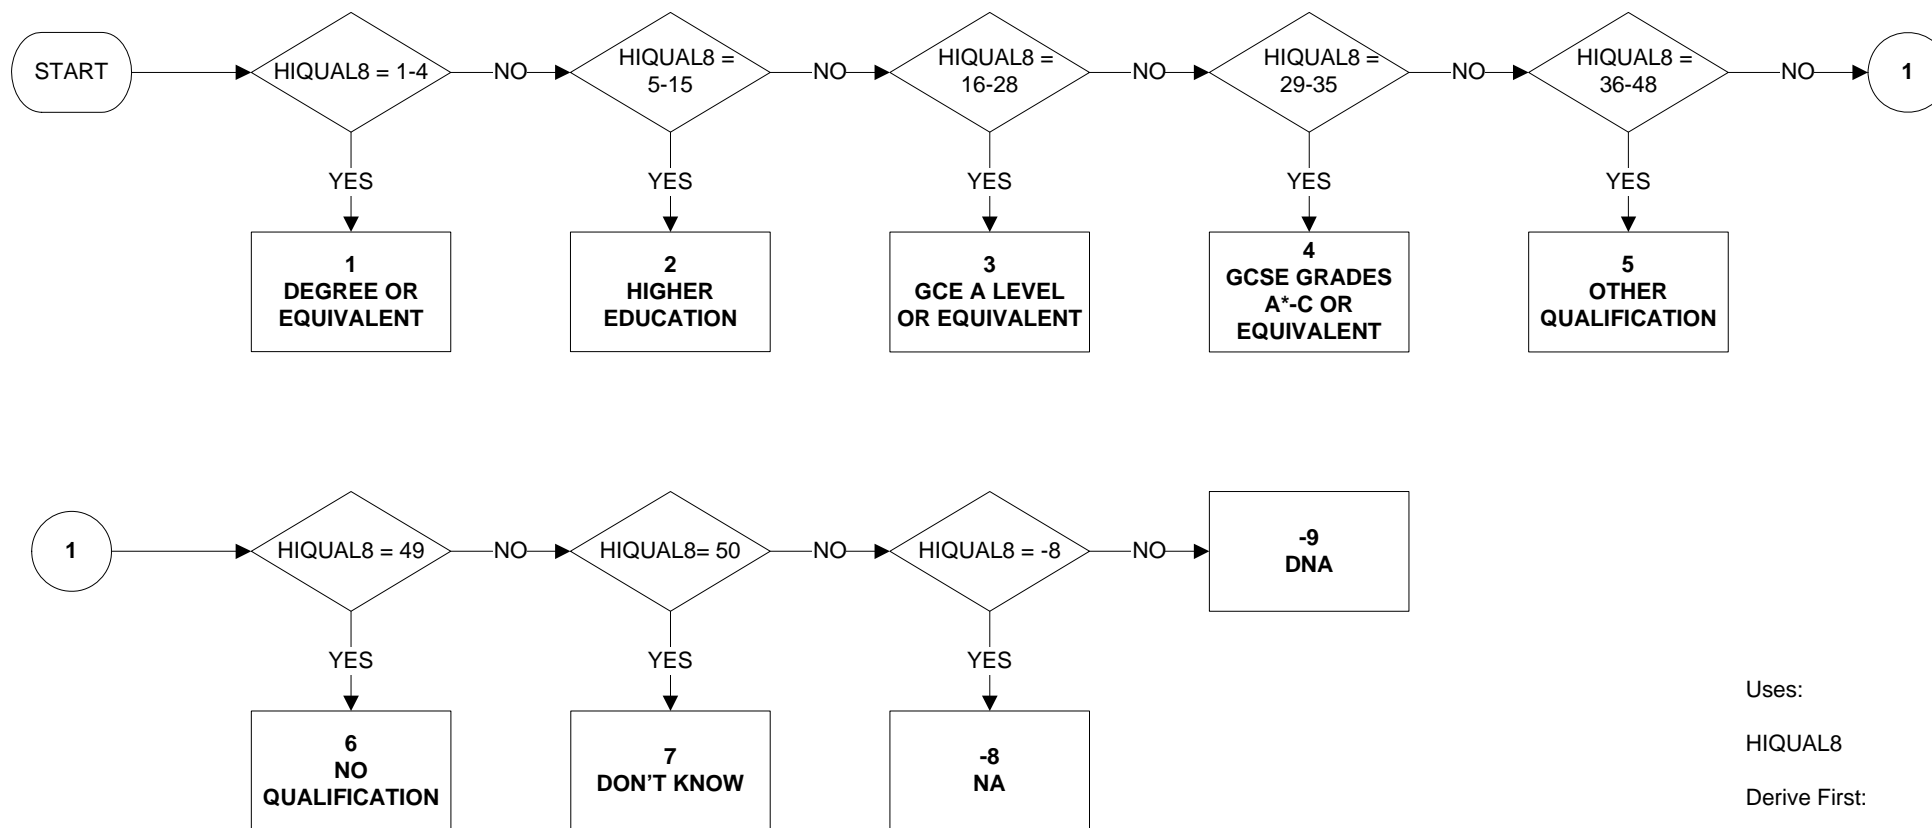 START
HIQUAL8 = 1-4
NO
HIQUAL8 =
5-15
NO
HIQUAL8 =
16-28
NO
HIQUAL8 =
29-35
NO
HIQUAL8 =
36-48
NO
1
YES
YES
YES
YES
YES
1
DEGREE OR
EQUIVALENT
2
HIGHER
EDUCATION
3
GCE A LEVEL
OR EQUIVALENT
4
GCSE GRADES
A*-C OR
EQUIVALENT
5
OTHER
QUALIFICATION
1
HIQUAL8 = 49
NO
HIQUAL8= 50
NO
HIQUAL8 = -8
NO
-9
DNA
YES
YES
YES
6
NO
QUALIFICATION
7
DON'T KNOW
-8
NA
Uses:
HIQUAL8
Derive First: